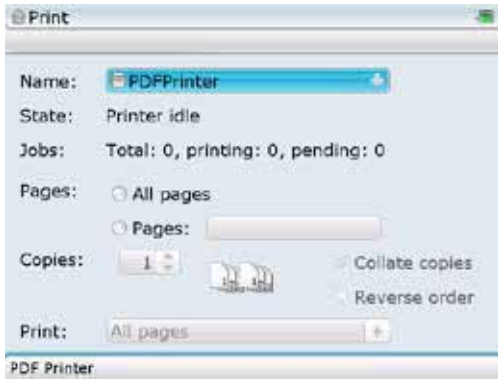 Print
Name: PDFPrinter
State: Printer idle
Jobs: Total: 0, printing: 0, pending: 0
Pages: All pages
Pages:
Copies: 1 Collate copies
Reverse order
Print: All pages
PDF Printer